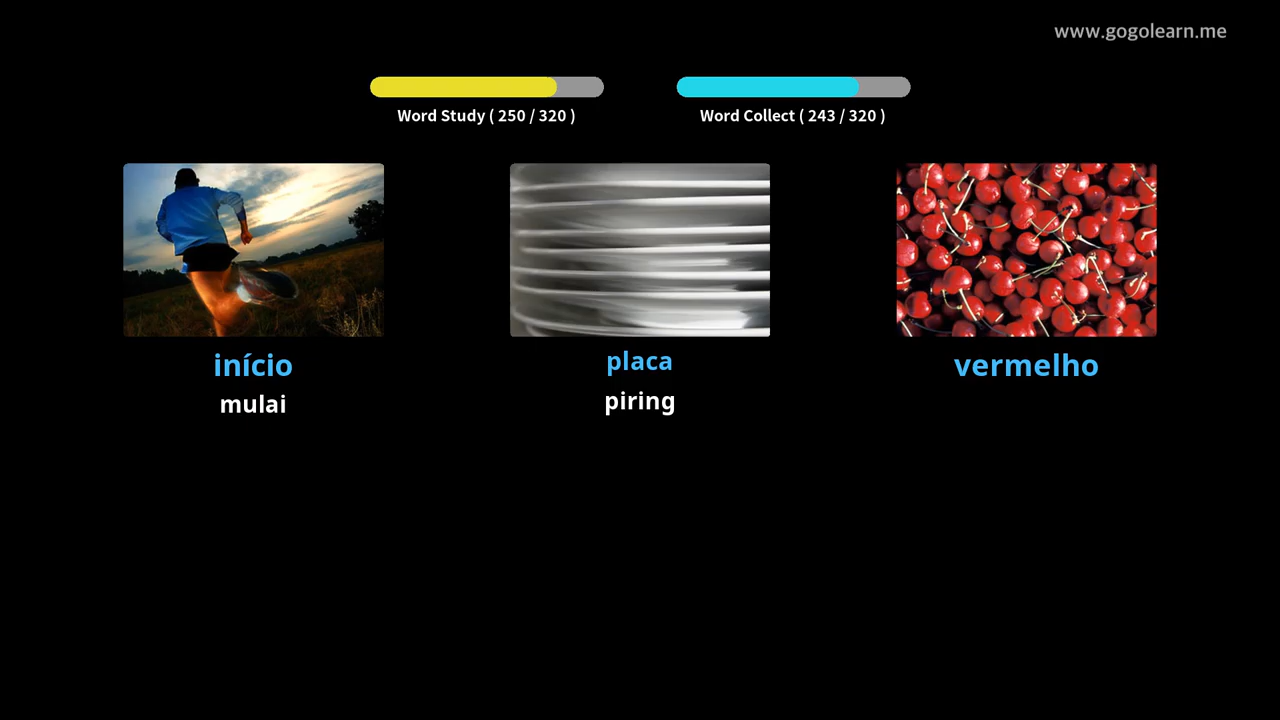 www.gogolearn.me
Word Study ( 250 / 320 )
Word Collect ( 243 / 320 )
início
mulai
placa
piring
vermelho